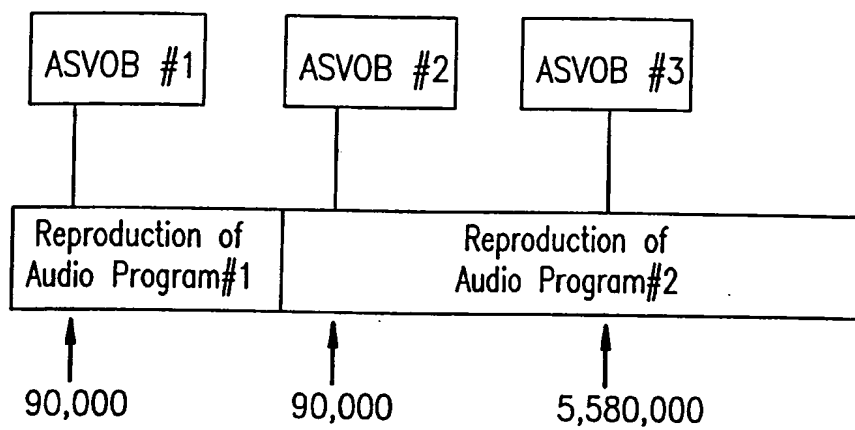 ASVOB #1
ASVOB #2
ASVOB #3
Reproduction of
Audio Program#1
Reproduction of
Audio Program#2
90,000
90,000
5,580,000